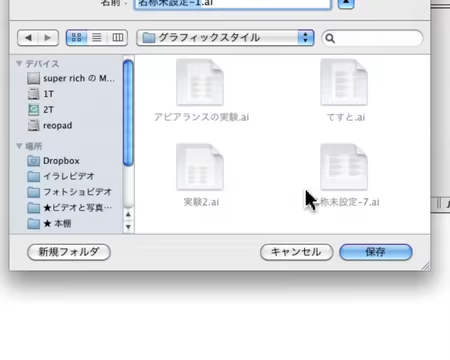 名前：
名称未設定-1.ai
グラフィックスタイル
デバイス
super rich の M...
1T
2T
reopad
場所
Dropbox
イラレビデオ
フォトショビデオ
★ビデオと写真…
★ 本棚
アピアランスの実験.ai
てすと.ai
実験2.ai
称未設定-7.ai
新規フォルダ
キャンセル
保存